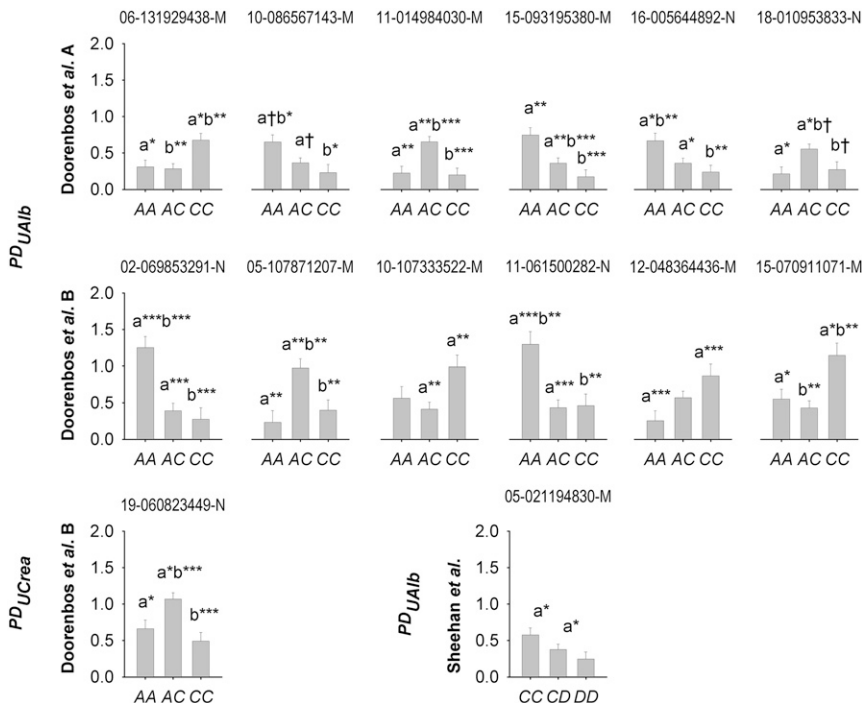 06-131929438-M 10-086567143-M 11-014984030-M 15-093195380-M 16-005644892-N 18-010953833-N
PD_UAlb
Doorenbos et al. A
2.0
1.5
1.0
0.5
0.0
a* b** a*b**
a†b* a† b*
a** a**b*** b***
a** a**b*** b***
a*b** a* b**
a* a*b† b†
AA AC CC AA AC CC AA AC CC AA AC CC AA AC CC AA AC CC
02-069853291-N 05-107871207-M 10-107333522-M 11-061500282-N 12-048364436-M 15-070911071-M
Doorenbos et al. B
2.0
1.5
1.0
0.5
0.0
a***b*** a*** b***
a** a**b** b**
a** a**
a***b** a*** b**
a*** a***
a* b** a*b**
AA AC CC AA AC CC AA AC CC AA AC CC AA AC CC AA AC CC
19-060823449-N
PD_UCrea
Doorenbos et al. B
2.0
1.5
1.0
0.5
0.0
a* a*b*** b***
AA AC CC
05-021194830-M
PD_UAlb
Sheehan et al.
2.0
1.5
1.0
0.5
0.0
a* a*
CC CD DD